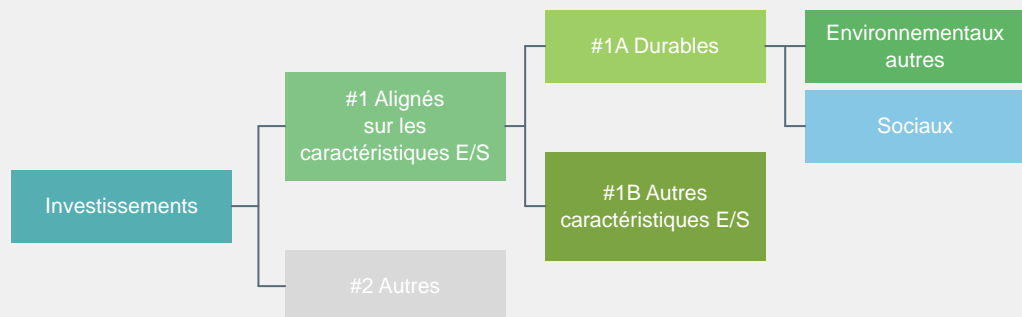 Investissements
#1 Alignés
sur les
caractéristiques E/S
#2 Autres
#1A Durables
#1B Autres
caractéristiques E/S
Environnementaux
autres
Sociaux